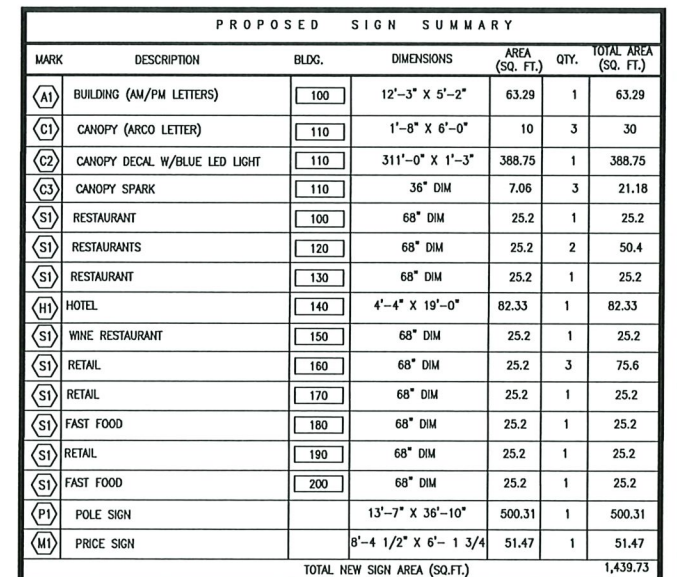 PROPOSED SIGN SUMMARY
MARK DESCRIPTION BLDG. DIMENSIONS AREA (SQ. FT.) QTY. TOTAL AREA (SQ. FT.)
A1 BUILDING (AM/PM LETTERS) 100 12'-3" X 5'-2" 63.29 1 63.29
C1 CANOPY (ARCO LETTER) 110 1'-8" X 6'-0" 10 3 30
C2 CANOPY DECAL W/BLUE LED LIGHT 110 311'-0" X 1'-3" 388.75 1 388.75
C3 CANOPY SPARK 110 36" DIM 7.06 3 21.18
S1 RESTAURANT 100 68" DIM 25.2 1 25.2
S1 RESTAURANTS 120 68" DIM 25.2 2 50.4
S1 RESTAURANT 130 68" DIM 25.2 1 25.2
H1 HOTEL 140 4'-4" X 19'-0" 82.33 1 82.33
S1 WINE RESTAURANT 150 68" DIM 25.2 1 25.2
S1 RETAIL 160 68" DIM 25.2 3 75.6
S1 RETAIL 170 68" DIM 25.2 1 25.2
S1 FAST FOOD 180 68" DIM 25.2 1 25.2
S1 RETAIL 190 68" DIM 25.2 1 25.2
S1 FAST FOOD 200 68" DIM 25.2 1 25.2
P1 POLE SIGN 13'-7" X 36'-10" 500.31 1 500.31
M1 PRICE SIGN 8'-4 1/2" X 6'- 1 3/4 51.47 1 51.47
TOTAL NEW SIGN AREA (SQ.FT.) 1,439.73